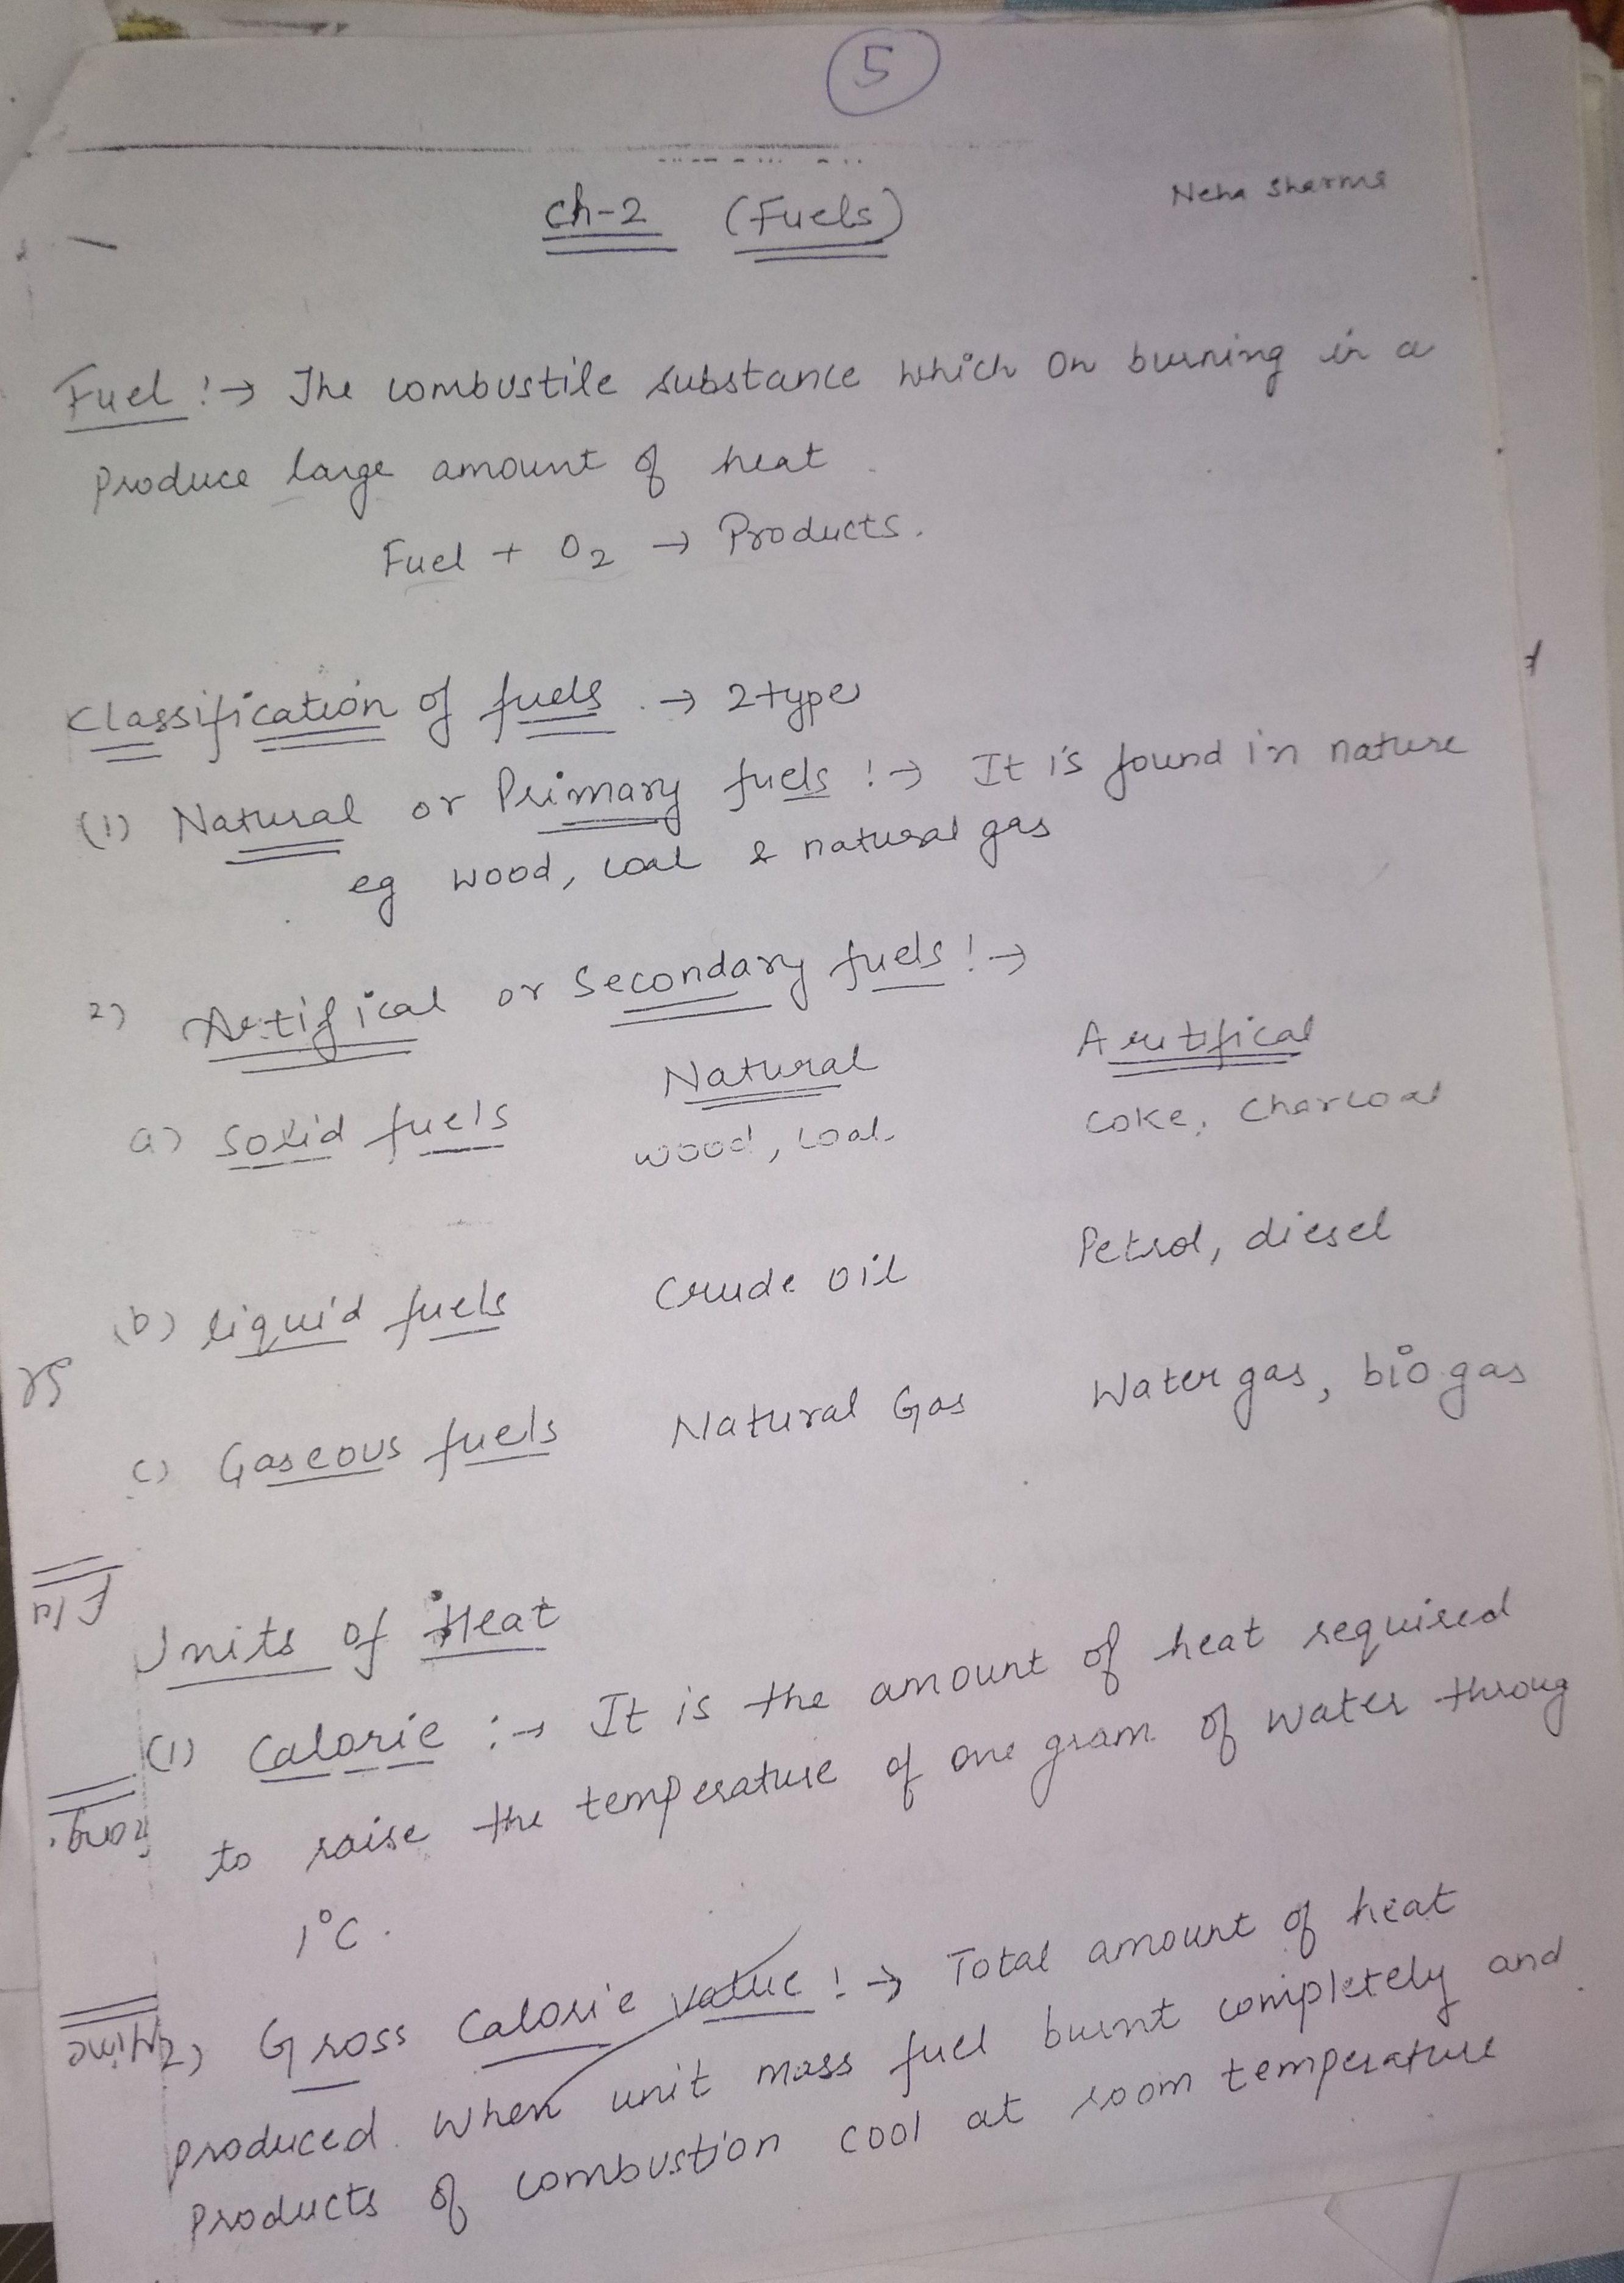 5
Neha Sharma
Ch-2 (Fuels)
Fuel :→ The combustile substance which on burning in a
produce large amount of heat
Fuel + O2 → Products.
Classification of fuels → 2 types
(1) Natural or Primary fuels :→ It is found in nature
eg wood, coal & natural gas
2) Artifical or Secondary fuels :→
Natural Arutifical
a) Solid fuels wood, coal coke, charcoal
(b) liquid fuels Crude oil Petrol, diesel
c) Gaseous fuels Natural Gas Water gas, bio gas
Units of Heat
(1) Calorie :→ It is the amount of heat required
to raise the temperature of one gram of water throug
1°C.
2) Gross Calorie value :→ Total amount of heat
produced when unit mass fuel burnt completely and
products of combustion cool at room temperature